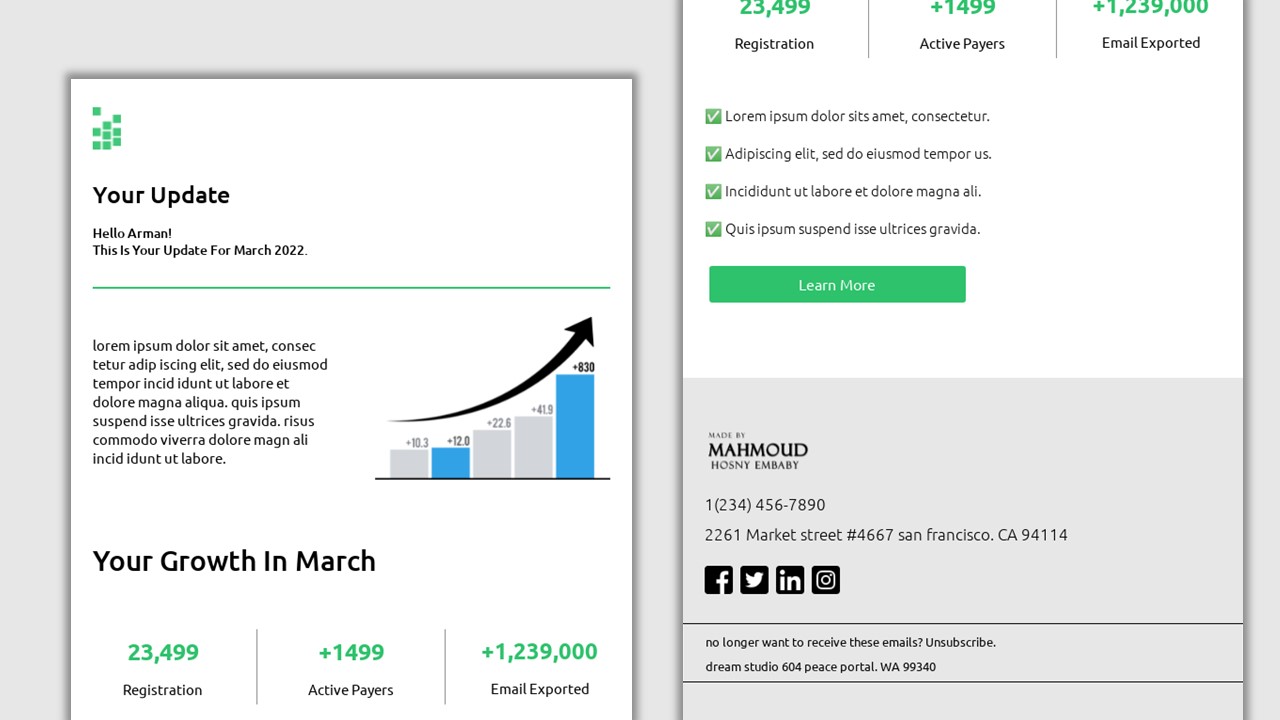 Your Update
Hello Arman!
This Is Your Update For March 2022.
lorem ipsum dolor sit amet, consec
tetur adip iscing elit, sed do eiusmod
tempor incid idunt ut labore et
dolore magna aliqua. quis ipsum
suspend isse ultrices gravida. risus
commodo viverra dolore magn ali
incid idunt ut labore.
+10.3
+12.0
+22.6
+41.9
+830
Your Growth In March
23,499
Registration
+1499
Active Payers
+1,239,000
Email Exported
23,499
Registration
+1499
Active Payers
+1,239,000
Email Exported
✅ Lorem ipsum dolor sits amet, consectetur.
✅ Adipiscing elit, sed do eiusmod tempor us.
✅ Incididunt ut labore et dolore magna ali.
✅ Quis ipsum suspend isse ultrices gravida.
Learn More
MADE BY
MAHMOUD
HOSNY EMBABY
1(234) 456-7890
2261 Market street #4667 san francisco. CA 94114
no longer want to receive these emails? Unsubscribe.
dream studio 604 peace portal. WA 99340